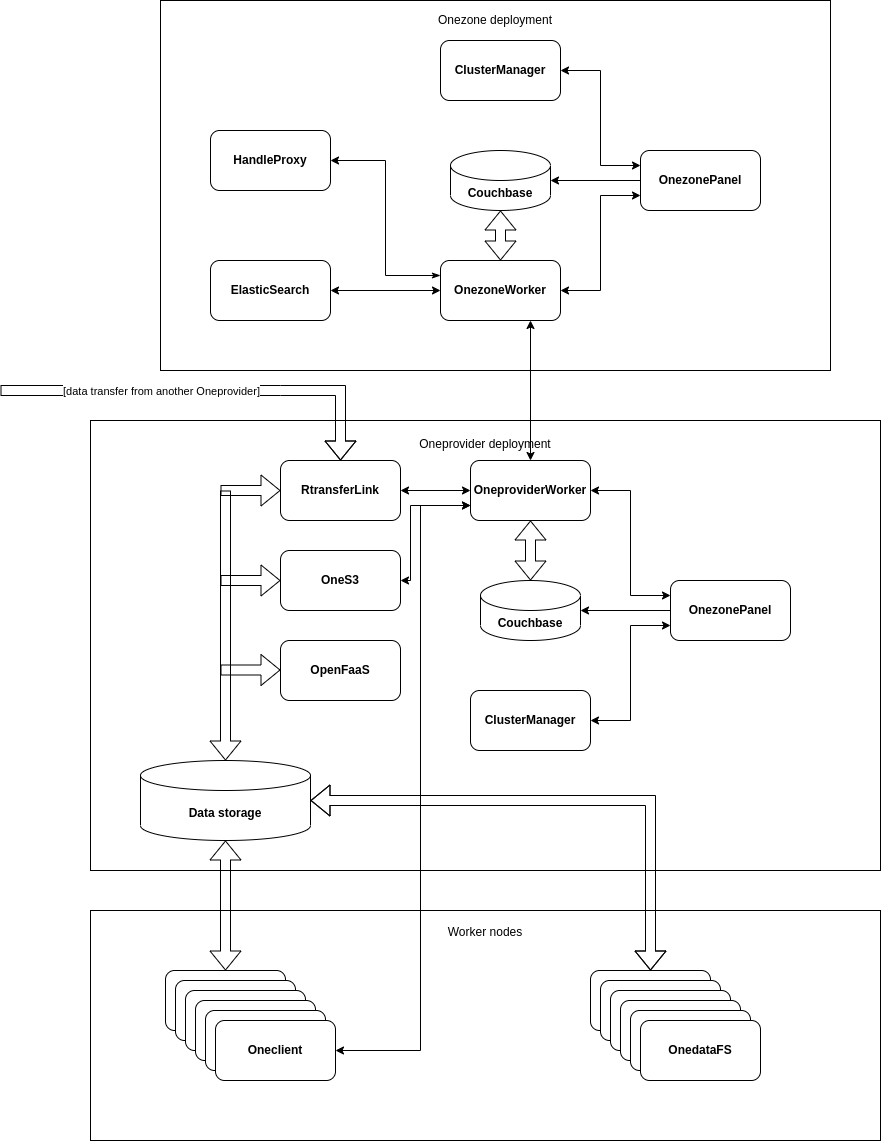 Onezone deployment
ClusterManager
HandleProxy
Couchbase
OnezonePanel
ElasticSearch
OnezoneWorker
[data transfer from another Oneprovider]
Oneprovider deployment
RtransferLink
OneproviderWorker
OneS3
Couchbase
OnezonePanel
OpenFaaS
ClusterManager
Data storage
Worker nodes
Oneclient
OnedataFS